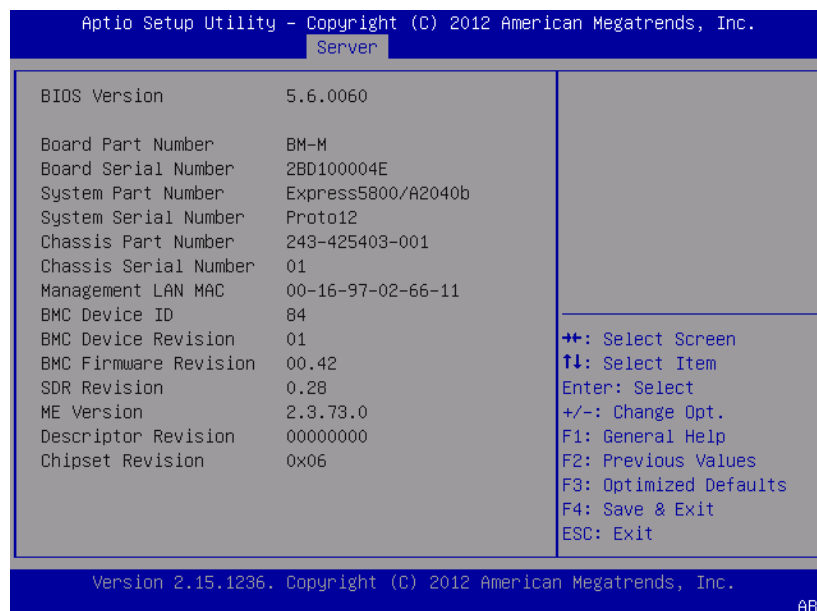 Aptio Setup Utility – Copyright (C) 2012 American Megatrends, Inc.
Server
BIOS Version 5.6.0060
Board Part Number BM-M
Board Serial Number 2BD100004E
System Part Number Express5800/A2040b
System Serial Number Proto12
Chassis Part Number 243-425403-001
Chassis Serial Number 01
Management LAN MAC 00-16-97-02-66-11
BMC Device ID 84
BMC Device Revision 01
BMC Firmware Revision 00.42
SDR Revision 0.28
ME Version 2.3.73.0
Descriptor Revision 00000000
Chipset Revision 0x06
→←: Select Screen
↑↓: Select Item
Enter: Select
+/-: Change Opt.
F1: General Help
F2: Previous Values
F3: Optimized Defaults
F4: Save & Exit
ESC: Exit
Version 2.15.1236. Copyright (C) 2012 American Megatrends, Inc.
AB